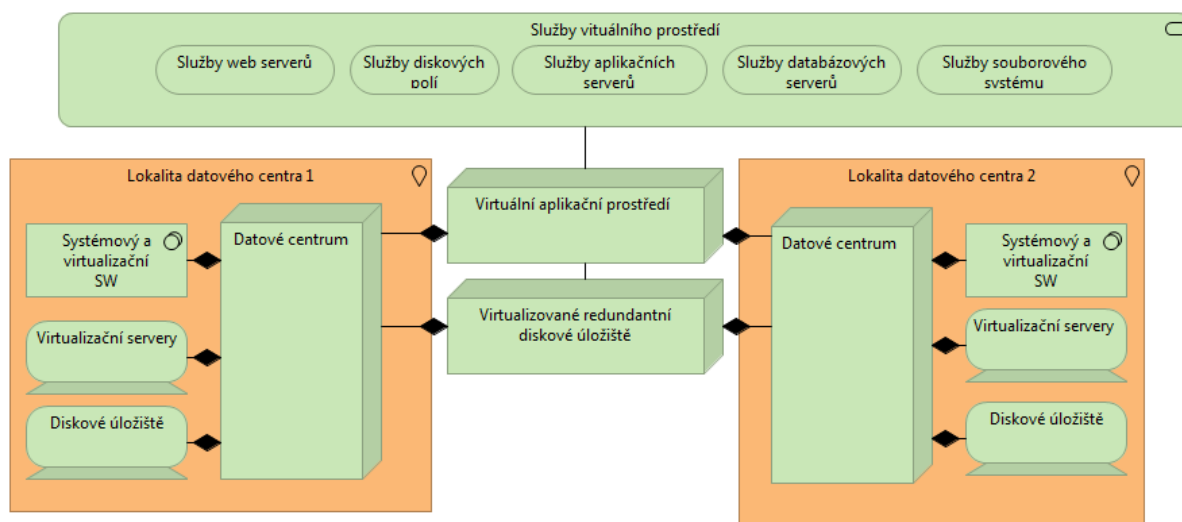 Služby vituálního prostředí
Služby web serverů
Služby diskových
polí
Služby aplikačních
serverů
Služby databázových
serverů
Služby souborového
systému
Lokalita datového centra 1
Systémový a
virtualizační
SW
Virtualizační servery
Diskové úložiště
Datové centrum
Virtuální aplikační prostředí
Virtualizované redundantní
diskové úložiště
Lokalita datového centra 2
Datové centrum
Systémový a
virtualizační
SW
Virtualizační servery
Diskové úložiště